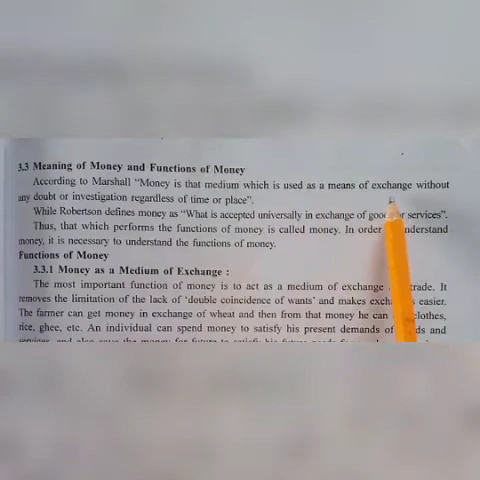 3.3 Meaning of Money and Functions of Money
According to Marshall "Money is that medium which is used as a means of exchange without
any doubt or investigation regardless of time or place".
While Robertson defines money as "What is accepted universally in exchange of goo or services".
Thus, that which performs the functions of money is called money. In order nderstand
money, it is necessary to understand the functions of money.
Functions of Money
3.3.1 Money as a Medium of Exchange :
The most important function of money is to act as a medium of exchange trade. It
removes the limitation of the lack of 'double coincidence of wants' and makes exch s easier.
The farmer can get money in exchange of wheat and then from that money he can clothes,
rice, ghee, etc. An individual can spend money to satisfy his present demands of ds and